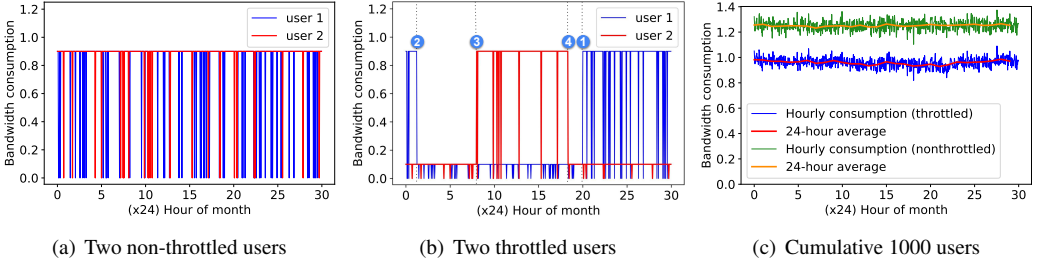 Bandwidth consumption
1.2
1.0
0.8
0.6
0.4
0.2
0.0
user 1
user 2
0 5 10 15 20 25 30
(x24) Hour of month
(a) Two non-throttled users
Bandwidth consumption
1.2
1.0
0.8
0.6
0.4
0.2
0.0
user 1
user 2
2 3 4 1
0 5 10 15 20 25 30
(x24) Hour of month
(b) Two throttled users
Bandwidth consumption
1.4
1.2
1.0
0.8
0.6
0.4
0.2
0.0
Hourly consumption (throttled)
24-hour average
Hourly consumption (nonthrottled)
24-hour average
0 5 10 15 20 25 30
(x24) Hour of month
(c) Cumulative 1000 users